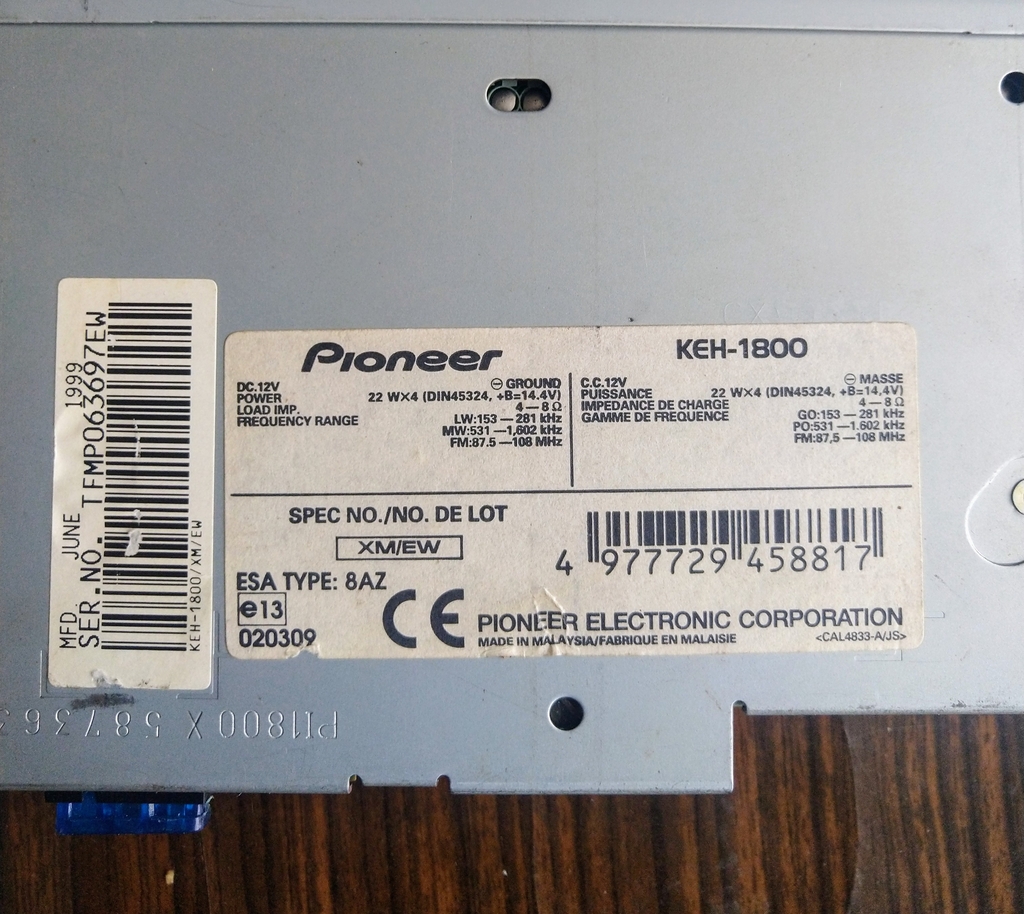 MFD JUNE 1999
SER.NO. TFMP063697EW
KEH-1800/XM/EW
Pioneer
KEH-1800
DC.12V ⊖ GROUND
POWER 22 W×4 (DIN45324, +B=14.4V)
LOAD IMP. 4 — 8 Ω
FREQUENCY RANGE LW:153 — 281 kHz
MW:531 —1,602 kHz
FM:87.5 —108 MHz
C.C.12V ⊖ MASSE
PUISSANCE 22 W×4 (DIN45324, +B=14,4V)
IMPEDANCE DE CHARGE 4 — 8 Ω
GAMME DE FREQUENCE GO:153 — 281 kHz
PO:531 —1.602 kHz
FM:87,5 —108 MHz
SPEC NO./NO. DE LOT
XM/EW
4 977729 458817
ESA TYPE: 8AZ
e13
020309
CE
PIONEER ELECTRONIC CORPORATION
MADE IN MALAYSIA/FABRIQUE EN MALAISIE
<CAL4833-A/JS>
PI1800 X 587363